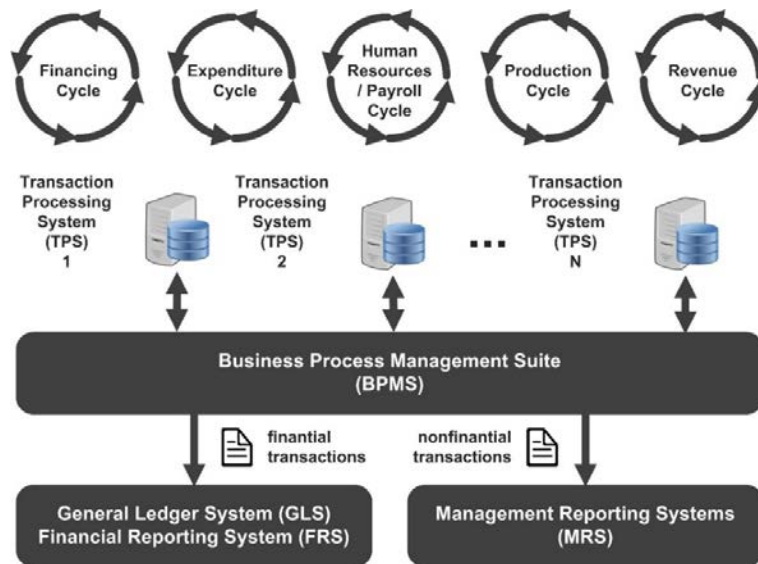 Financing
Cycle
Expenditure
Cycle
Human
Resources
/ Payroll
Cycle
Production
Cycle
Revenue
Cycle
Transaction
Processing
System
(TPS)
1
Transaction
Processing
System
(TPS)
2
...
Transaction
Processing
System
(TPS)
N
Business Process Management Suite
(BPMS)
finantial
transactions
nonfinantial
transactions
General Ledger System (GLS)
Financial Reporting System (FRS)
Management Reporting Systems
(MRS)